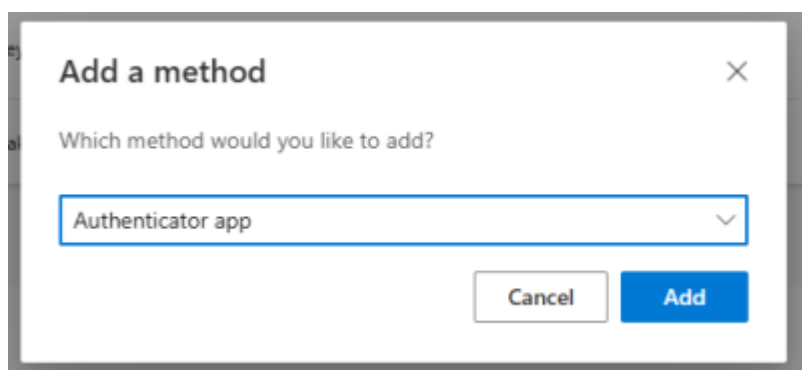 Add a method
Which method would you like to add?
Authenticator app
Cancel
Add